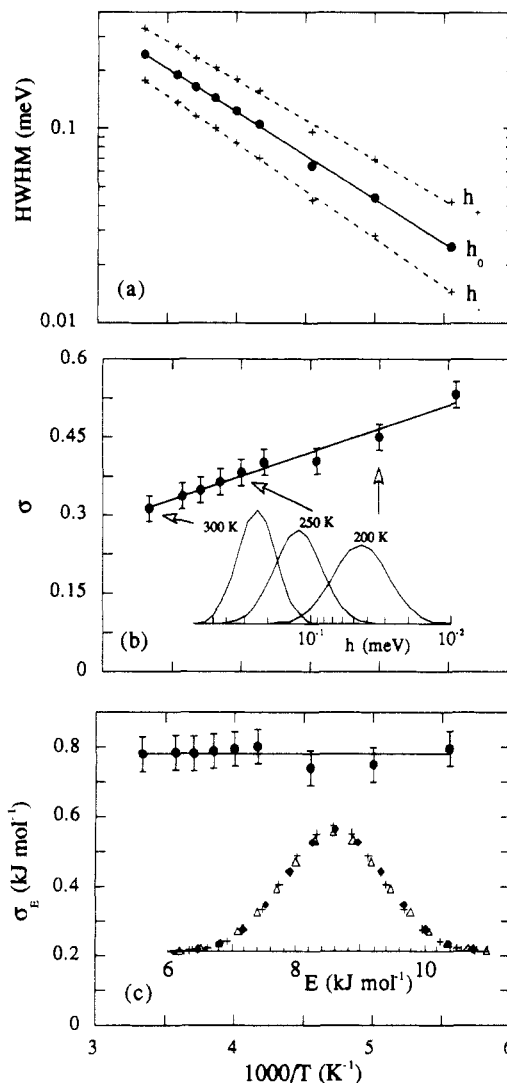 HWHM (meV)
0.1
0.01
h+
h0
h
(a)
σ
0.6
0.45
0.3
0.15
0
300 K
250 K
200 K
10⁻¹
10⁻²
h (meV)
(b)
σE (kJ mol⁻¹)
0.8
0.6
0.4
0.2
0
6
8
10
E (kJ mol⁻¹)
(c)
3
4
5
6
1000/T (K⁻¹)